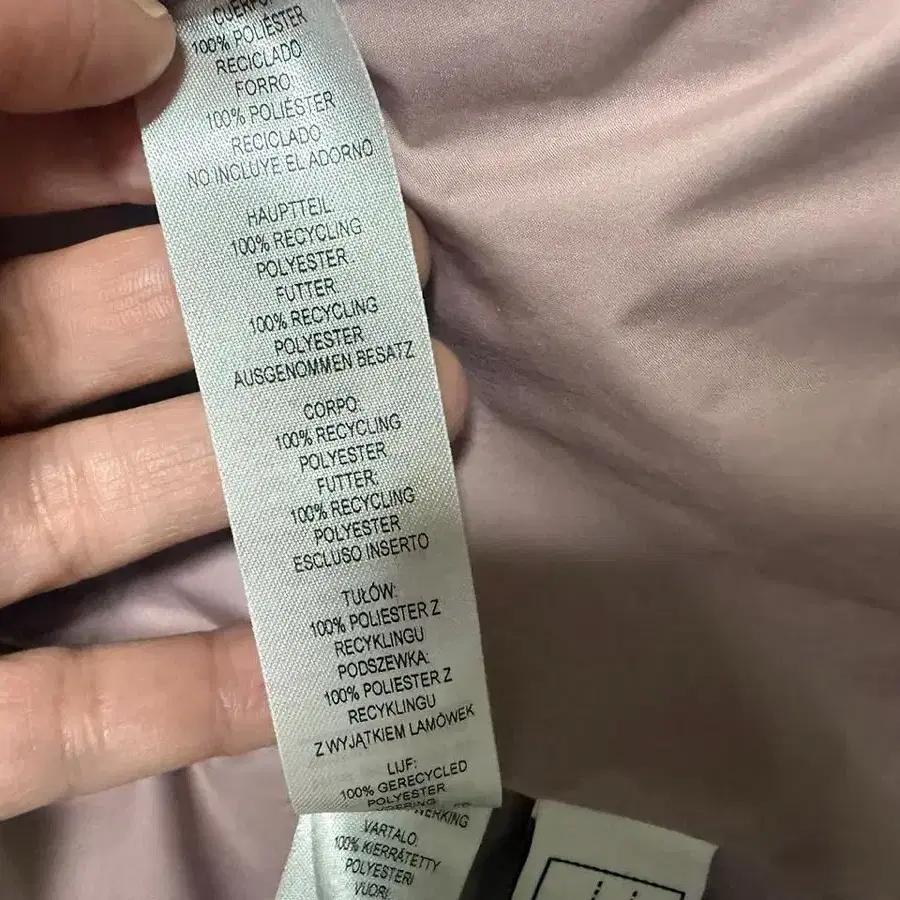 CUERPO:
100% POLIÉSTER
RECICLADO
FORRO:
100% POLIÉSTER
RECICLADO
NO INCLUYE EL ADORNO
HAUPTTEIL
100% RECYCLING
POLYESTER
FUTTER
100% RECYCLING
POLYESTER
AUSGENOMMEN BESATZ
CORPO:
100% RECYCLING
POLYESTER
FUTTER:
100% RECYCLING
POLYESTER
ESCLUSO INSERTO
TUŁÓW:
100% POLIESTER Z
RECYKLINGU
PODSZEWKA:
100% POLIESTER Z
RECYKLINGU
Z WYJĄTKIEM LAMÓWEK
LIJF:
100% GERECYCLED
POLYESTER
VARTALO:
100% KIERRÄTETTY
POLYESTERI
VUORI